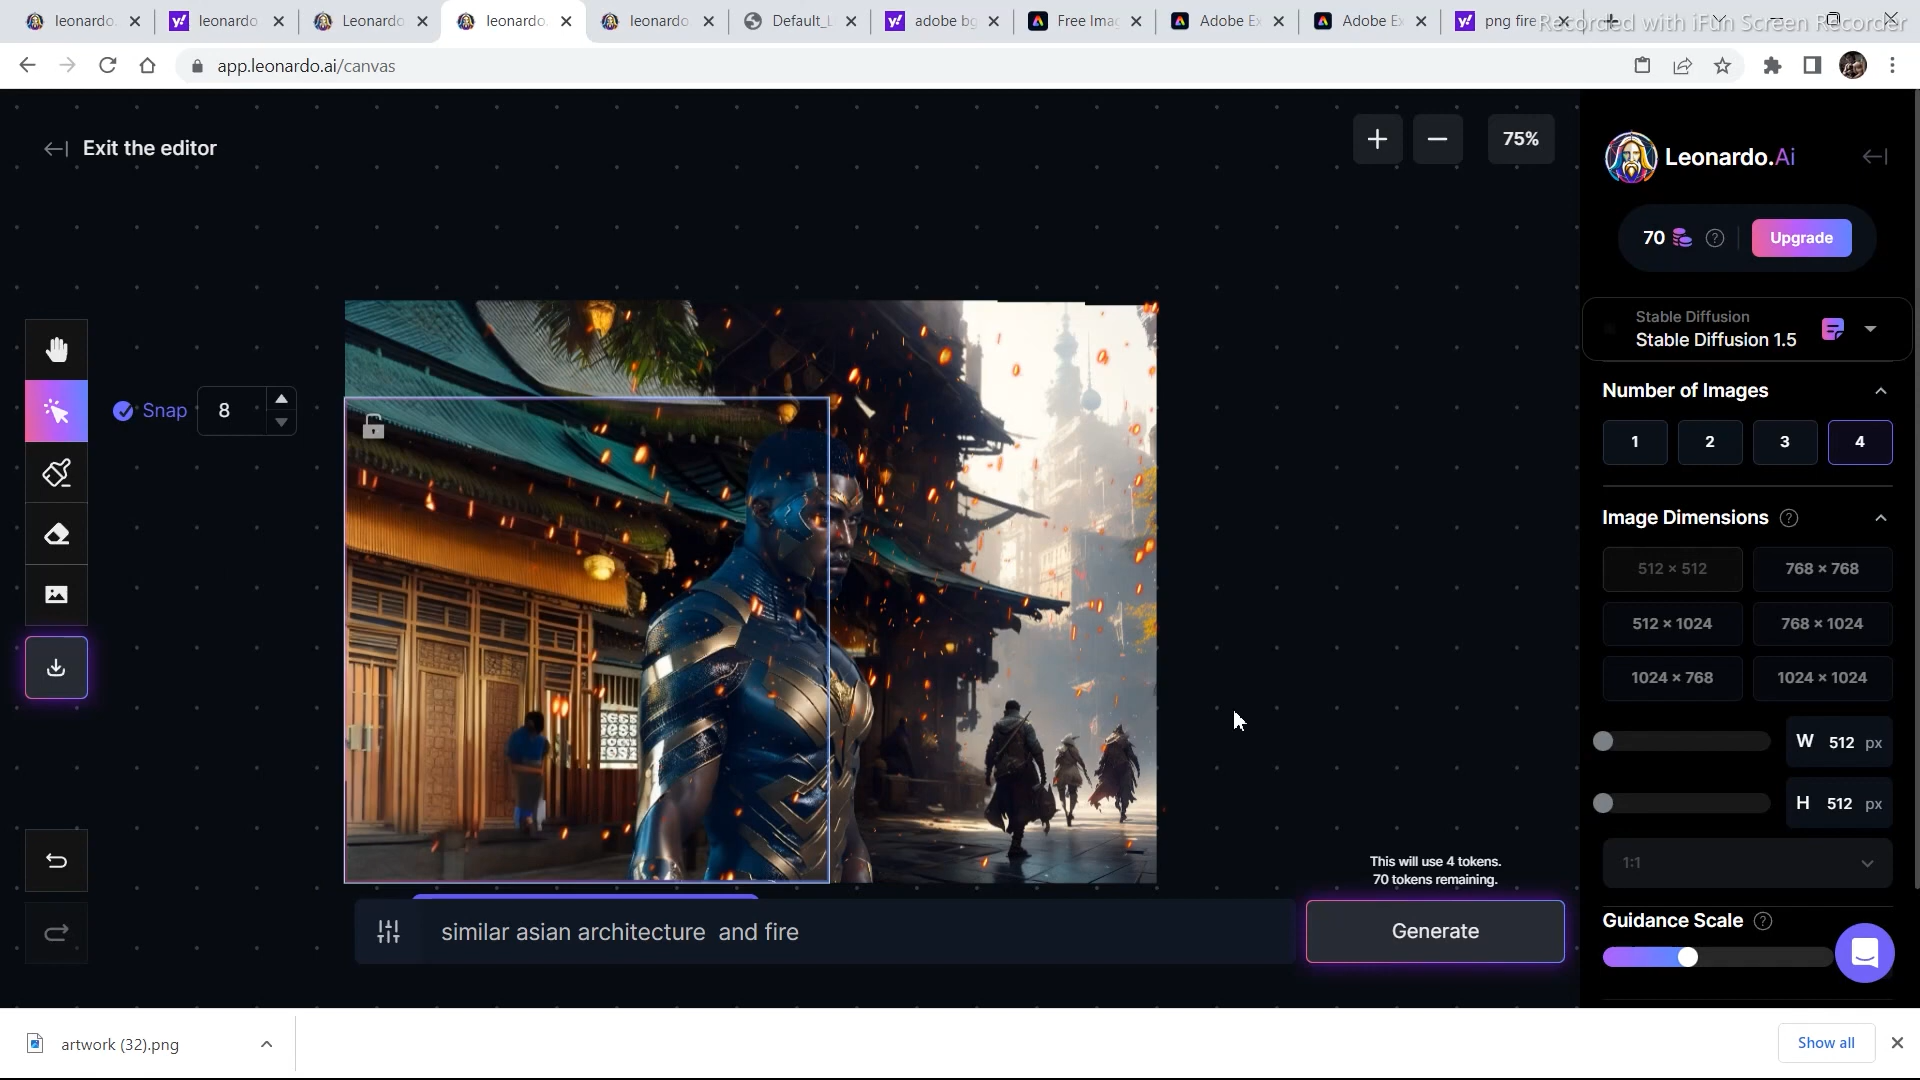 leonardo.
leonardo
Leonardo
leonardo.
leonardo
Default_L
adobe bg
Free Imag
Adobe Ex
Adobe Ex
png fire
Recorded with iFun Screen Recorder
app.leonardo.ai/canvas
Exit the editor
75%
Leonardo.Ai
70
Upgrade
Stable Diffusion
Stable Diffusion 1.5
Number of Images
Snap 8
1 2 3 4
Image Dimensions
512 × 512 768 × 768
512 × 1024 768 × 1024
1024 × 768 1024 × 1024
W 512 px
H 512 px
1:1
This will use 4 tokens.
70 tokens remaining.
Guidance Scale
similar asian architecture and fire
Generate
artwork (32).png
Show all